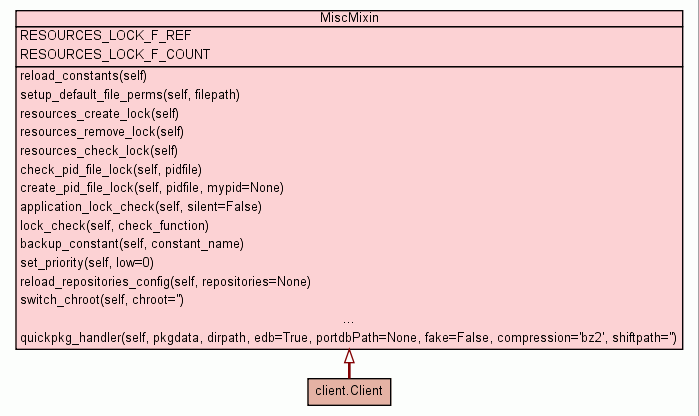 MiscMixin
RESOURCES_LOCK_F_REF
RESOURCES_LOCK_F_COUNT
reload_constants(self)
setup_default_file_perms(self, filepath)
resources_create_lock(self)
resources_remove_lock(self)
resources_check_lock(self)
check_pid_file_lock(self, pidfile)
create_pid_file_lock(self, pidfile, mypid=None)
application_lock_check(self, silent=False)
lock_check(self, check_function)
backup_constant(self, constant_name)
set_priority(self, low=0)
reload_repositories_config(self, repositories=None)
switch_chroot(self, chroot='')
...
quickpkg_handler(self, pkgdata, dirpath, edb=True, portdbPath=None, fake=False, compression='bz2', shiftpath='')
client.Client